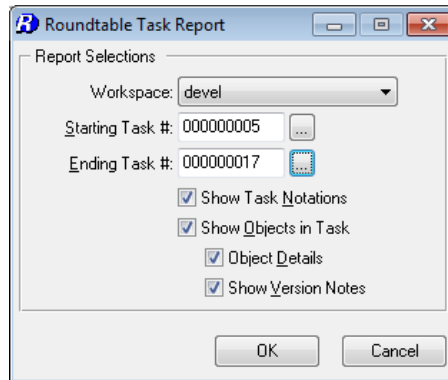 Roundtable Task Report
Report Selections
Workspace: devel
Starting Task #: 000000005 ...
Ending Task #: 000000017 ...
Show Task Notations
Show Objects in Task
Object Details
Show Version Notes
OK Cancel